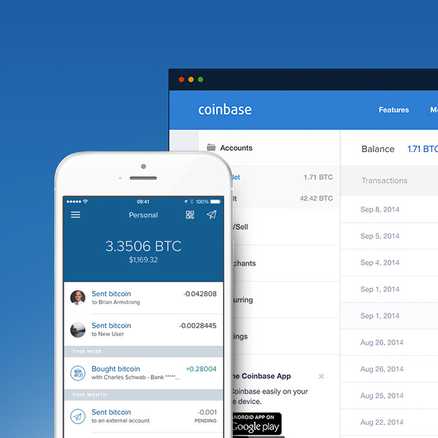 coinbase
Features
Accounts
Balance 1.71 BTC
1.71 BTC
Transactions
42.42 BTC
Sep 8, 2014
Sep 5, 2014
Sep 4, 2014
Sep 1, 2014
Sep 1, 2014
Aug 26, 2014
Aug 26, 2014
Aug 25, 2014
Aug 22, 2014
/Sell
he Coinbase App
Coinbase easily on your
e device.
ANDROID APP ON
Google play
09:41
100%
Personal
3.3506 BTC
$1,169.32
Sent bitcoin -0.042808
to Brian Armstrong
Sent bitcoin -0.0028445
to New User
THIS WEEK
Bought bitcoin +0.28004
with Charles Schwab - Bank *****...
THIS MONTH
Sent bitcoin -0.001
to an external account PENDING